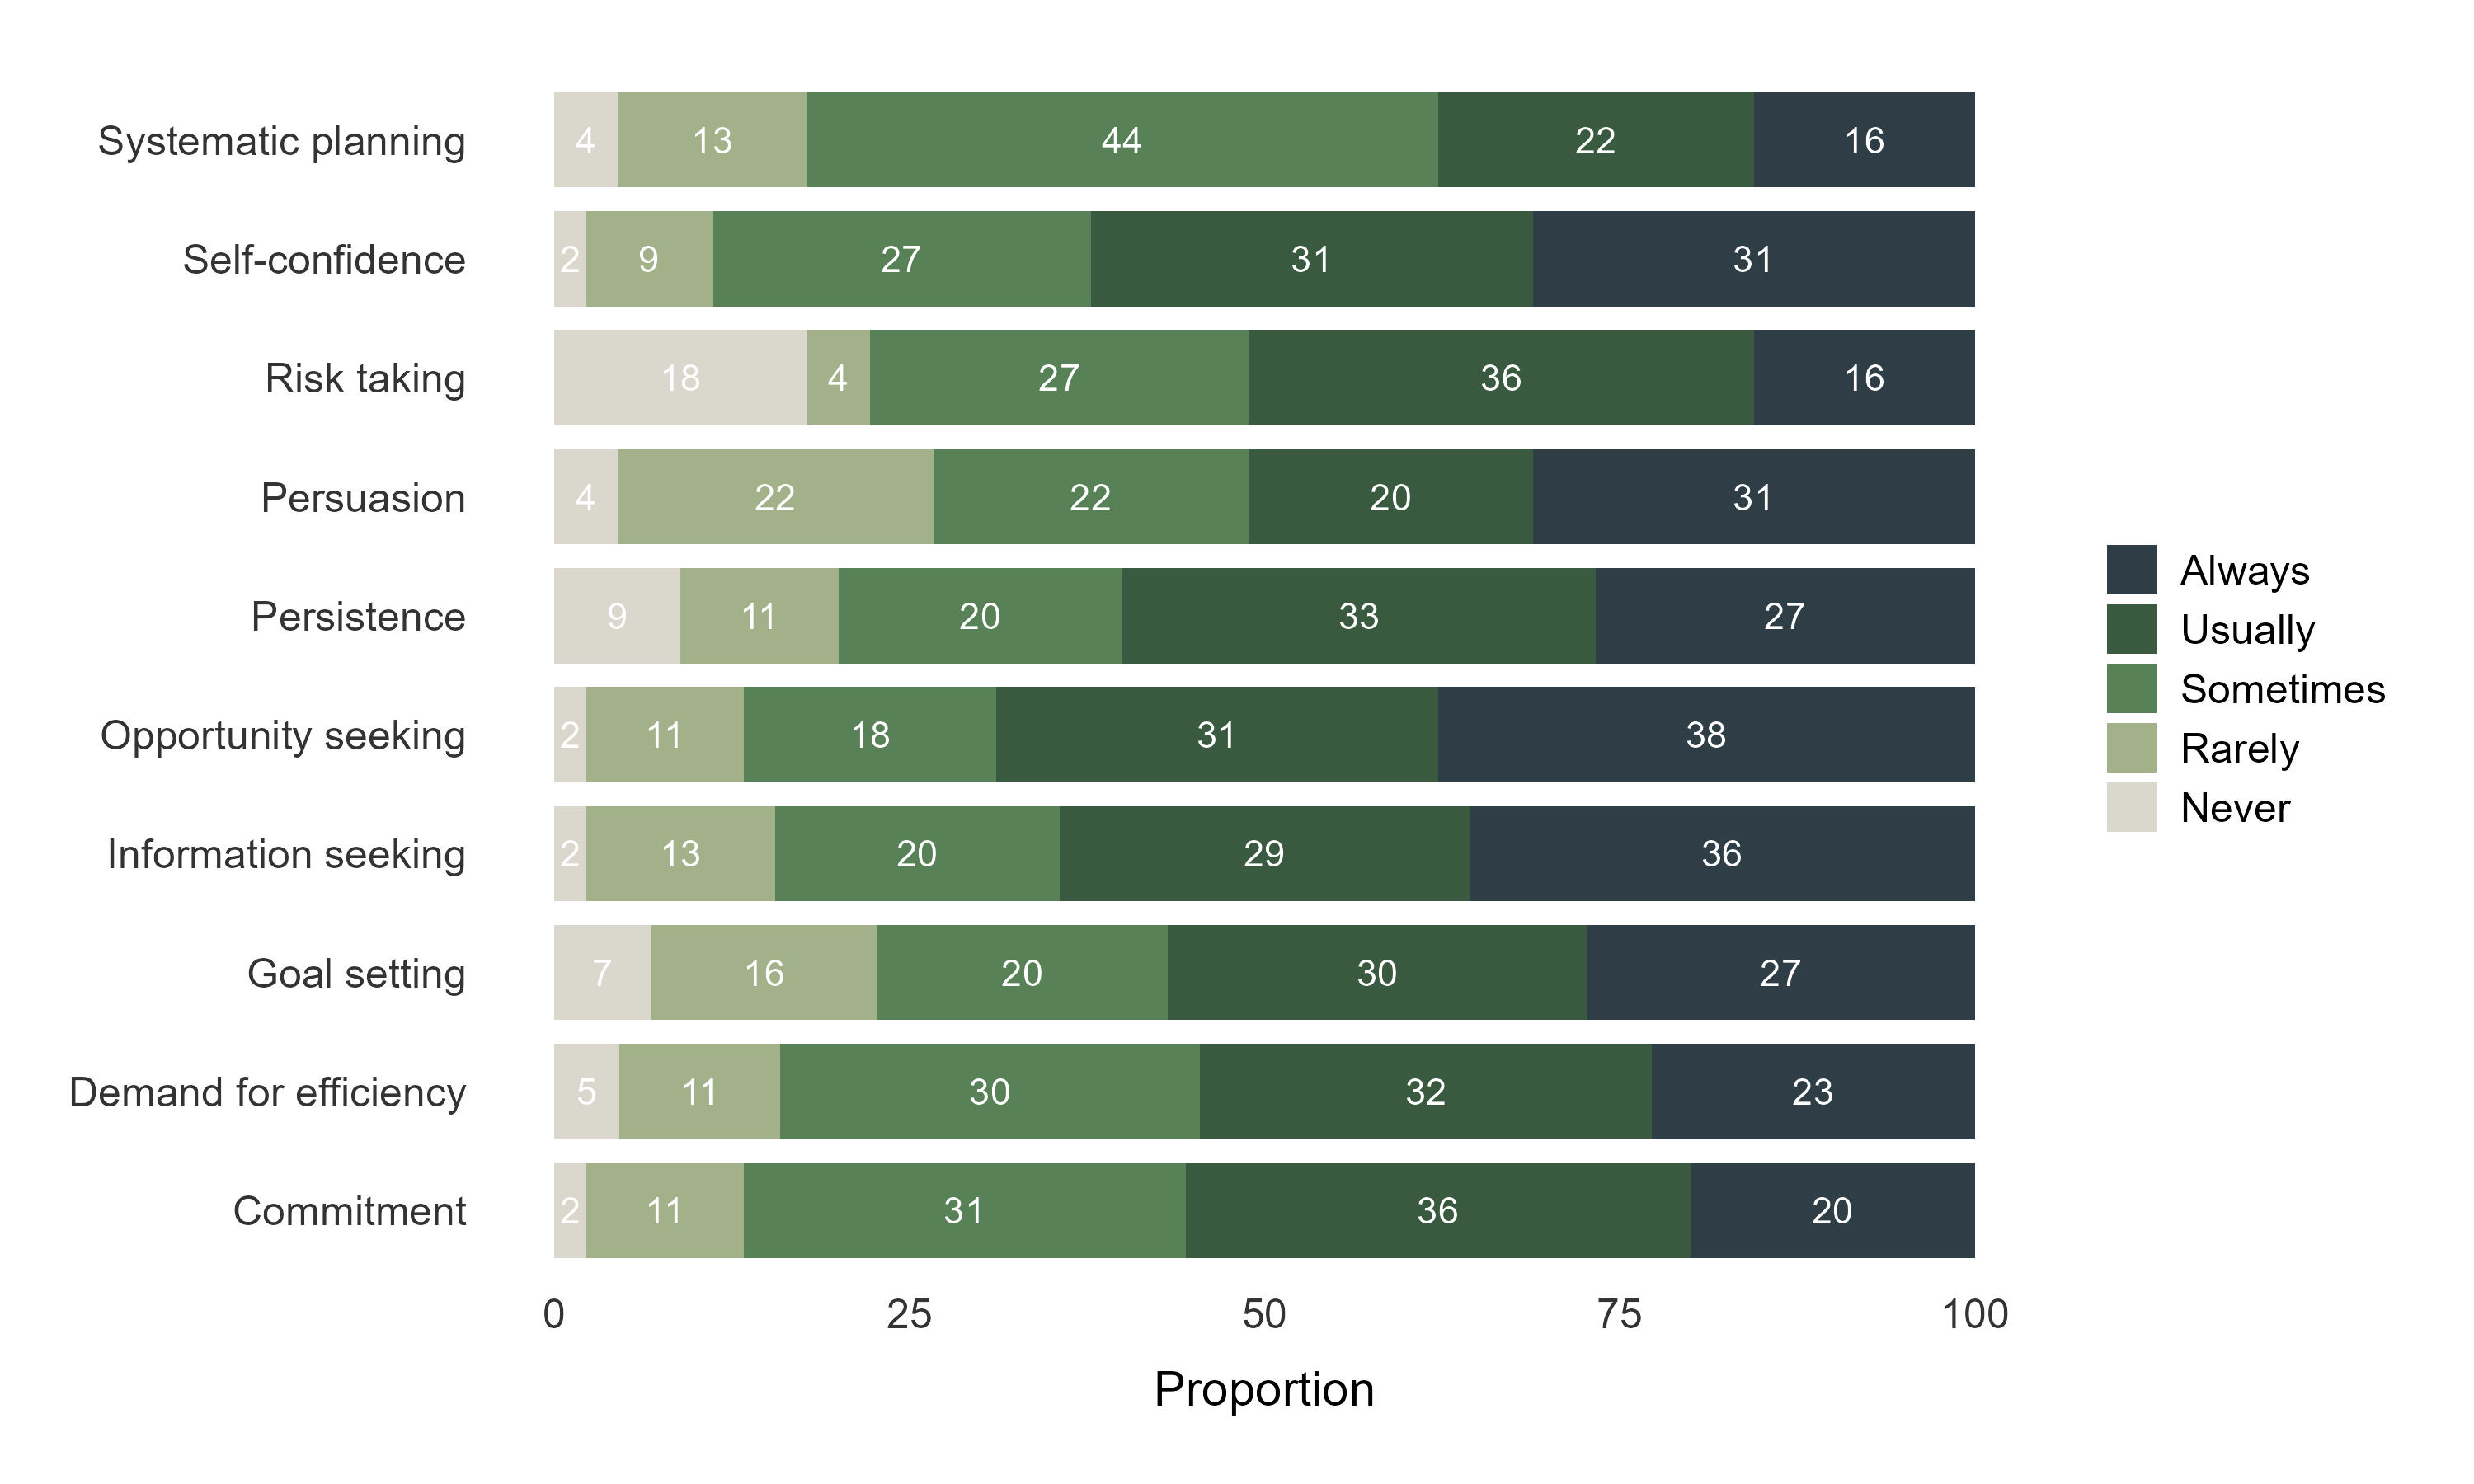 Systematic planning 4 13 44 22 16
Self-confidence 2 9 27 31 31
Risk taking 18 4 27 36 16
Persuasion 4 22 22 20 31
Persistence 9 11 20 33 27
Opportunity seeking 2 11 18 31 38
Information seeking 2 13 20 29 36
Goal setting 7 16 20 30 27
Demand for efficiency 5 11 30 32 23
Commitment 2 11 31 36 20
0 25 50 75 100
Proportion
Always
Usually
Sometimes
Rarely
Never